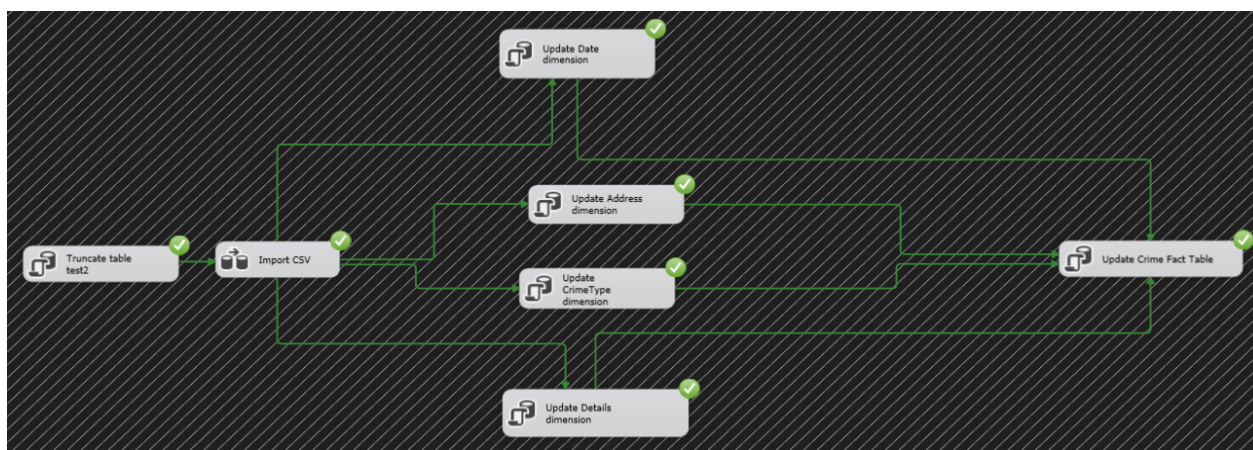 Update Date
dimension
Update Address
dimension
Truncate table
test2
Import CSV
Update
CrimeType
dimension
Update Crime Fact Table
Update Details
dimension